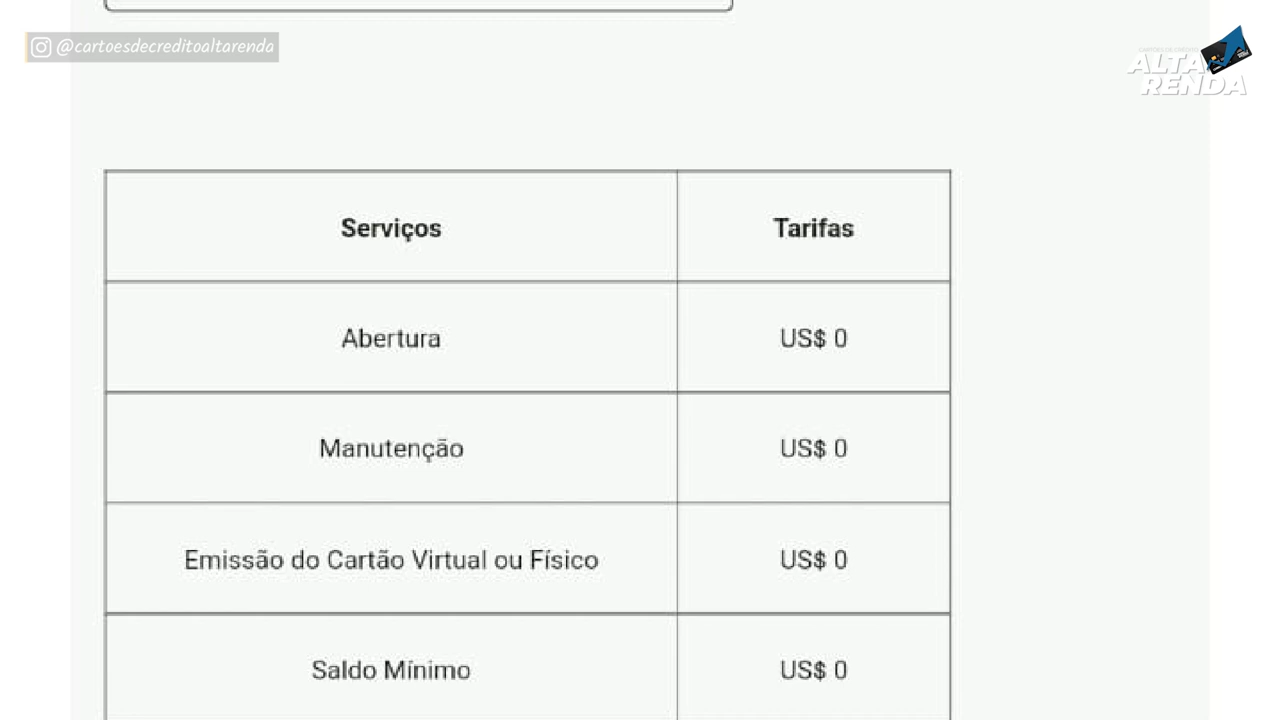 @cartoesdecreditoaltarenda
ALTA
RENDA
Serviços Tarifas
Abertura US$ 0
Manutenção US$ 0
Emissão do Cartão Virtual ou Físico US$ 0
Saldo Mínimo US$ 0